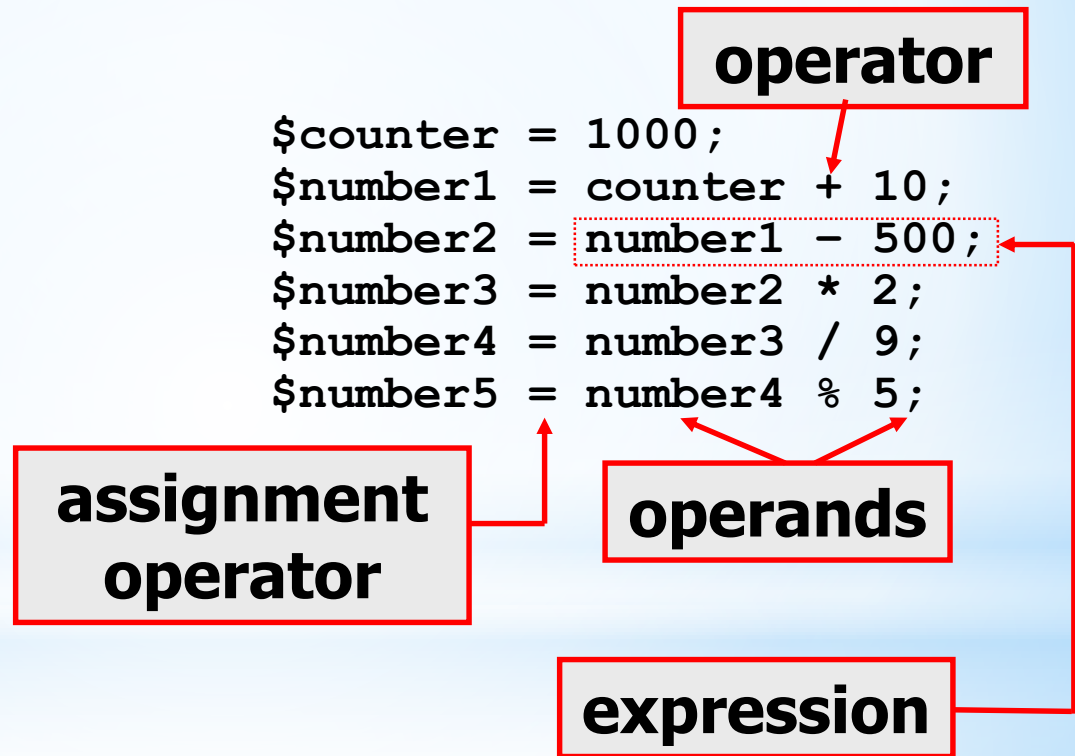 operator
$counter = 1000;
$number1 = counter + 10;
$number2 = number1 – 500;
$number3 = number2 * 2;
$number4 = number3 / 9;
$number5 = number4 % 5;
assignment
operator
operands
expression